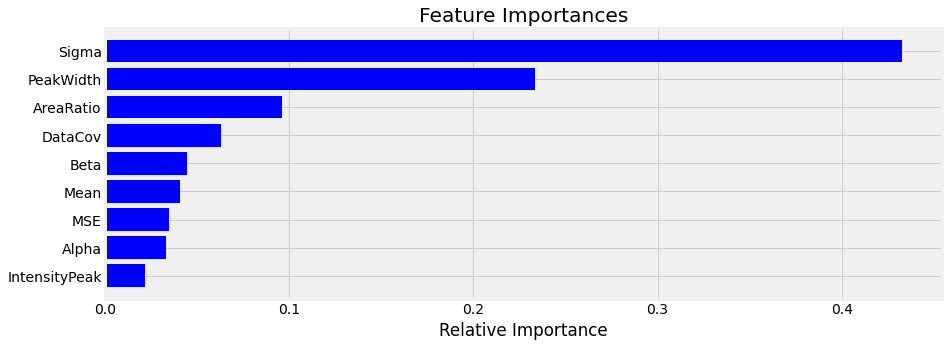 Feature Importances
Sigma
PeakWidth
AreaRatio
DataCov
Beta
Mean
MSE
Alpha
IntensityPeak
0.0 0.1 0.2 0.3 0.4
Relative Importance